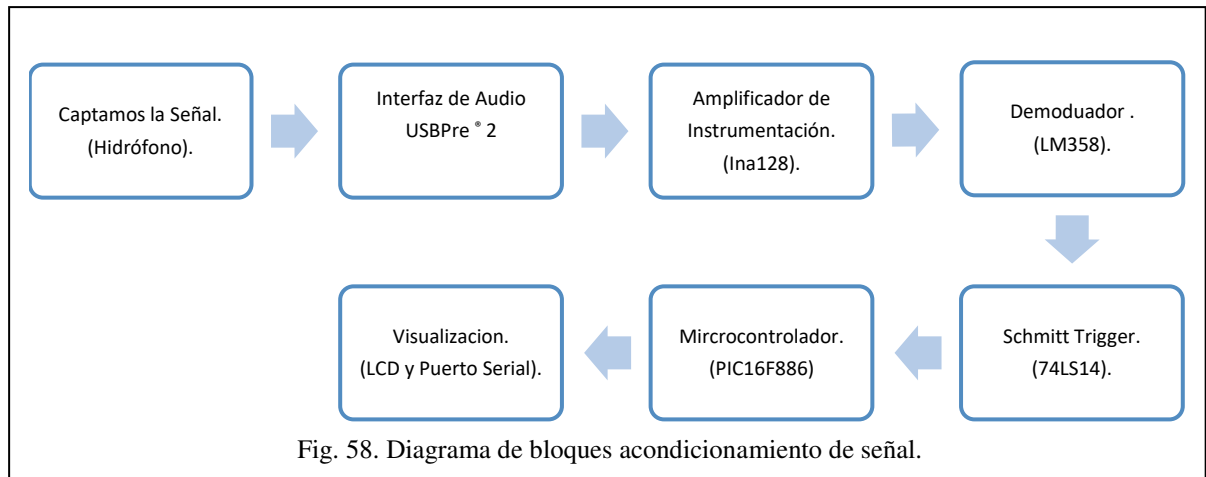 Captamos la Señal.
(Hidrófono).
Interfaz de Audio
USBPre ® 2
Amplificador de
Instrumentación.
(Ina128).
Demoduador .
(LM358).
Schmitt Trigger.
(74LS14).
Mircrocontrolador.
(PIC16F886)
Visualizacion.
(LCD y Puerto Serial).
Fig. 58. Diagrama de bloques acondicionamiento de señal.